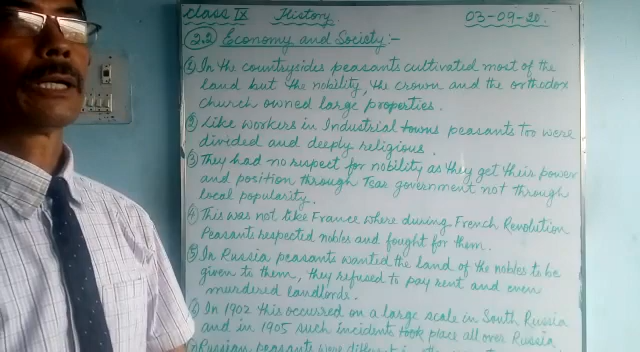 Class IX History 03-09-20.
2.2 Economy and Society:-
① In the countrysides peasants cultivated most of the
land but the nobility, the crown and the orthodox
church owned large properties.
② Like workers in Industrial towns peasants too were
divided and deeply religious.
③ They had no respect for nobility as they get their power
and position through Tsar government not through
local popularity.
④ This was not like France where during French Revolution
Peasants respected nobles and fought for them.
⑤ In Russia peasants wanted the land of the nobles to be
given to them, they refused to pay rent and even
murdered landlords.
⑥ In 1902 this occurred on a large scale in South Russia
and in 1905 such incidents took place all over Russia
Russian peasants were different